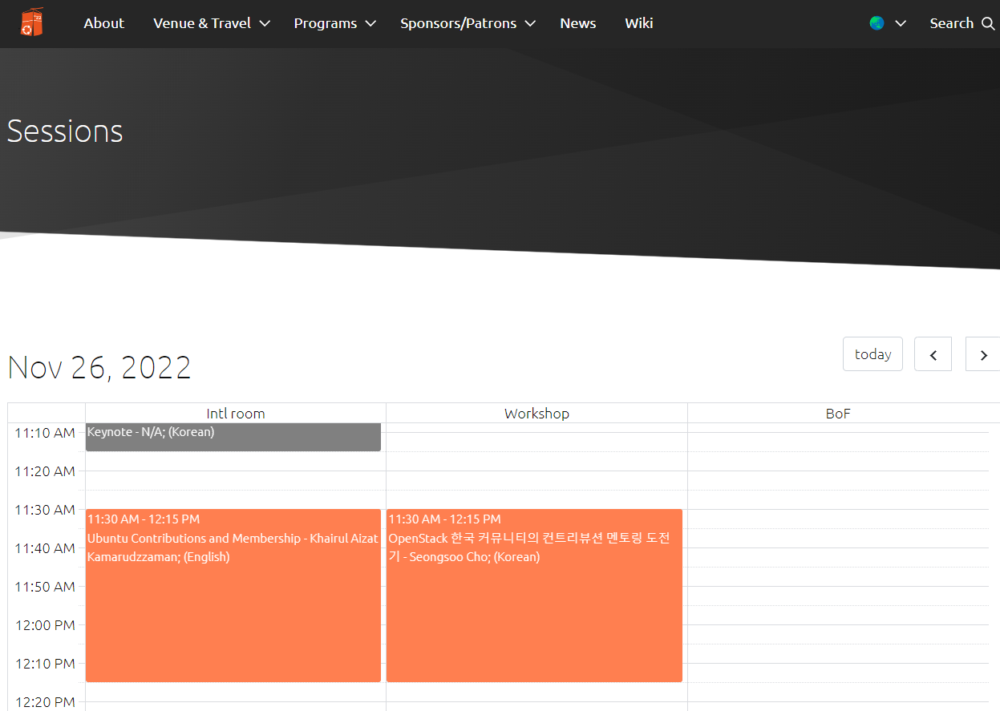 About Venue & Travel Programs Sponsors/Patrons News Wiki Search
Sessions
Nov 26, 2022
today
Intl room Workshop BoF
11:10 AM
Keynote - N/A; (Korean)
11:20 AM
11:30 AM
11:30 AM - 12:15 PM
Ubuntu Contributions and Membership - Khairul Aizat
Kamarudzzaman; (English)
11:30 AM - 12:15 PM
OpenStack 한국 커뮤니티의 컨트리뷰션 멘토링 도전
기 - Seongsoo Cho; (Korean)
11:40 AM
11:50 AM
12:00 PM
12:10 PM
12:20 PM